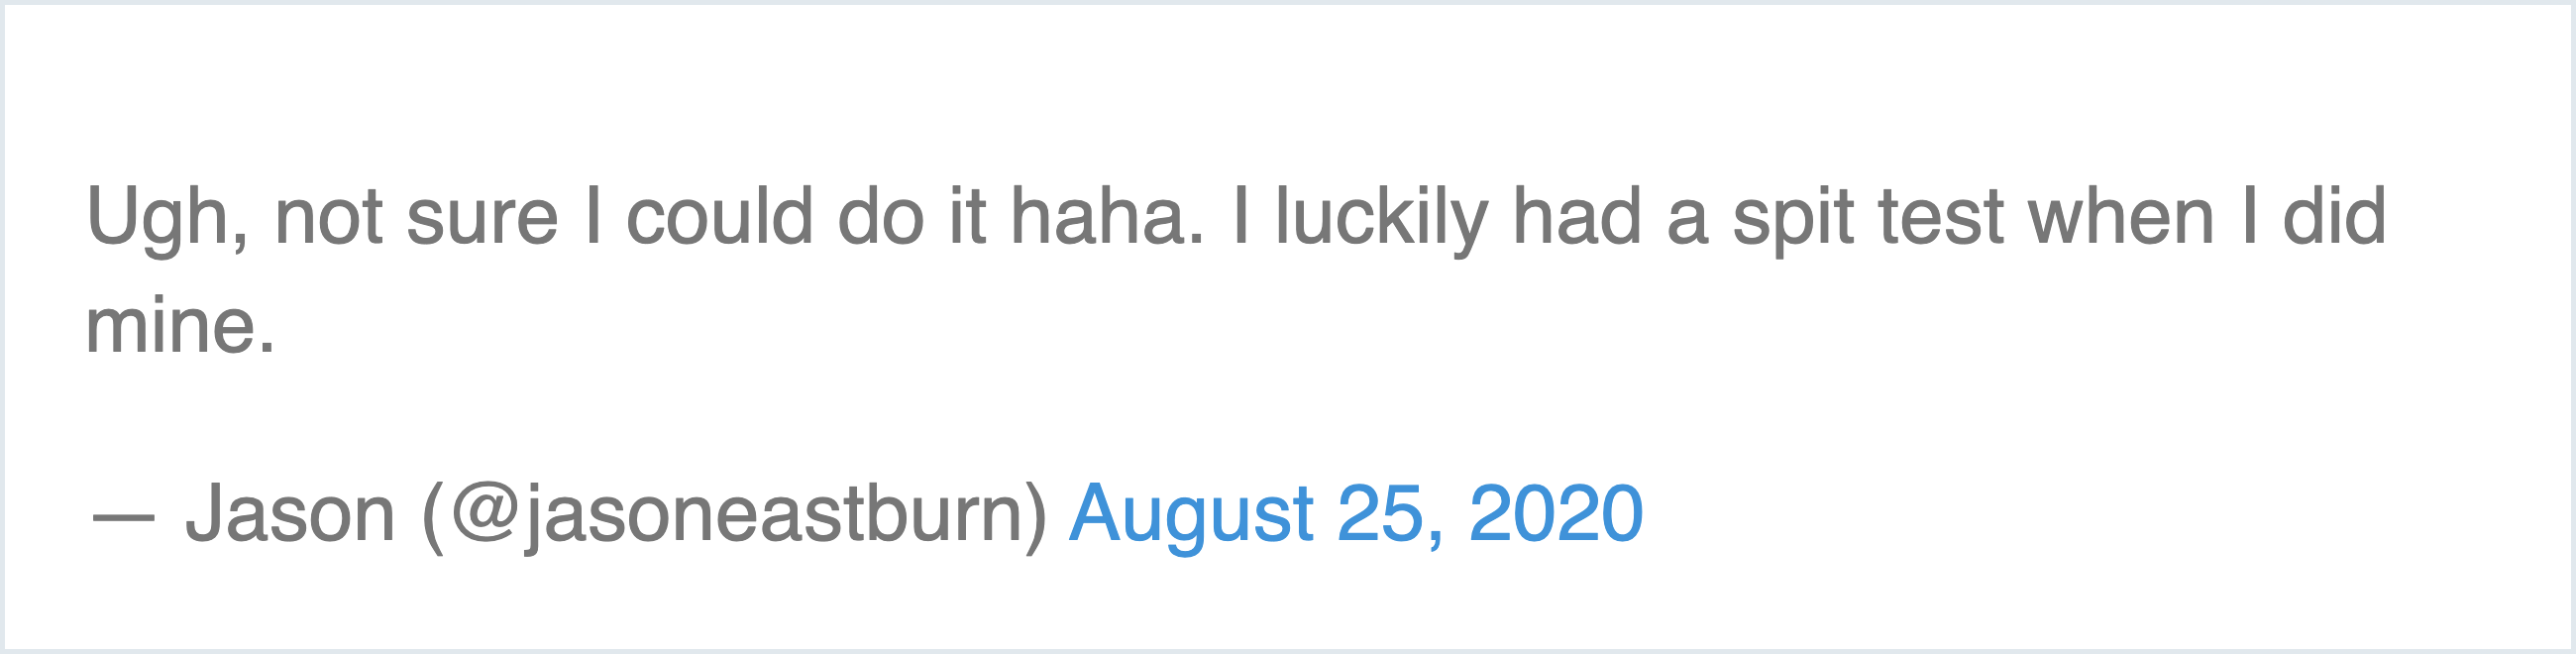 Ugh, not sure I could do it haha. I luckily had a spit test when I did
mine.
— Jason (@jasoneastburn) August 25, 2020